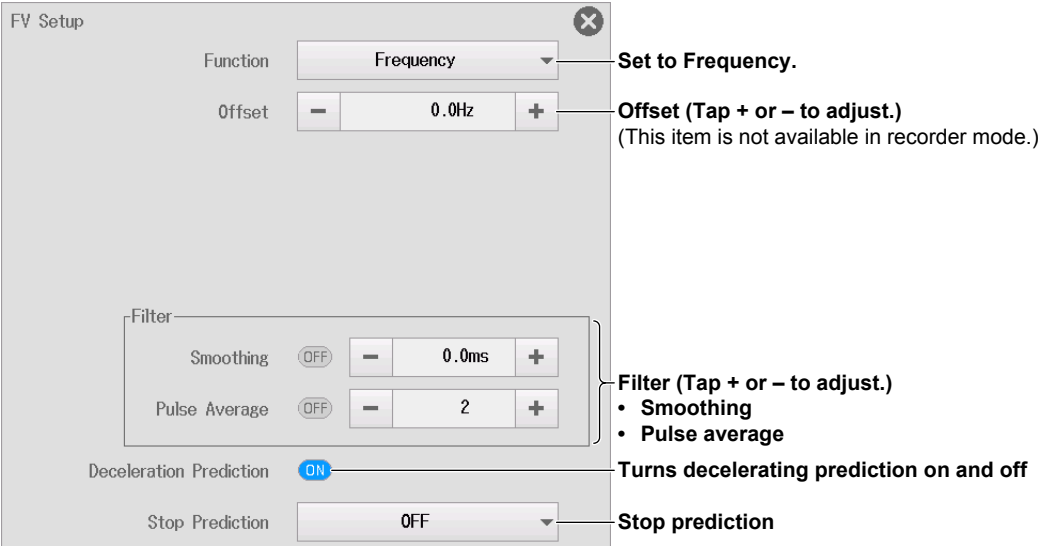 FV Setup
Function
Frequency
Set to Frequency.
Offset
0.0Hz
Offset (Tap + or – to adjust.)
(This item is not available in recorder mode.)
Filter
Smoothing
OFF
0.0ms
Pulse Average
OFF
2
Filter (Tap + or – to adjust.)
• Smoothing
• Pulse average
Deceleration Prediction
ON
Turns decelerating prediction on and off
Stop Prediction
OFF
Stop prediction